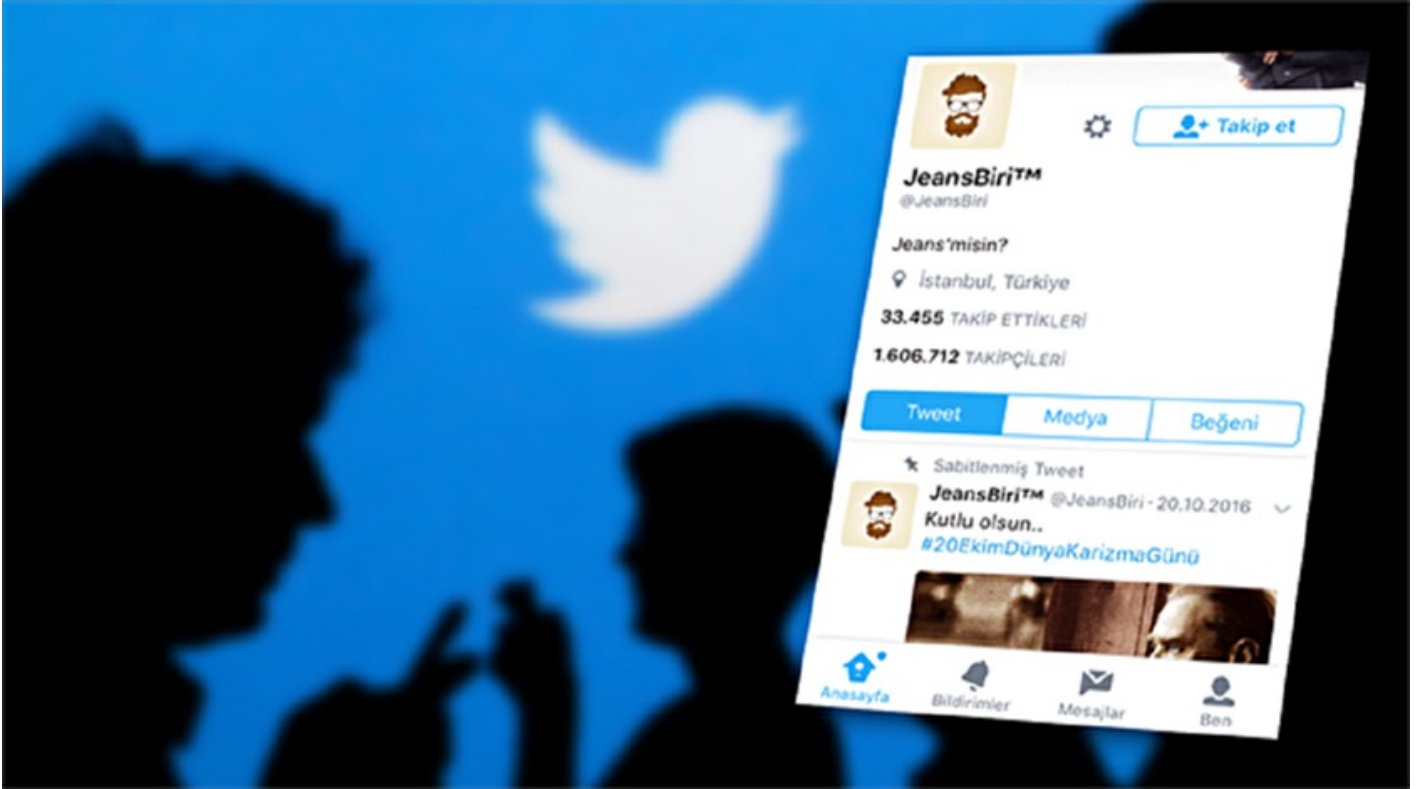 Takip et
JeansBiri™
@JeansBiri
Jeans'misin?
İstanbul, Türkiye
33.455 TAKİP ETTİKLERİ
1.606.712 TAKİPÇİLERİ
Tweet Medya Beğeni
Sabitlenmiş Tweet
JeansBiri™ @JeansBiri · 20.10.2016
Kutlu olsun..
#20EkimDünyaKarizmaGünü
Anasayfa Bildirimler Mesajlar Ben